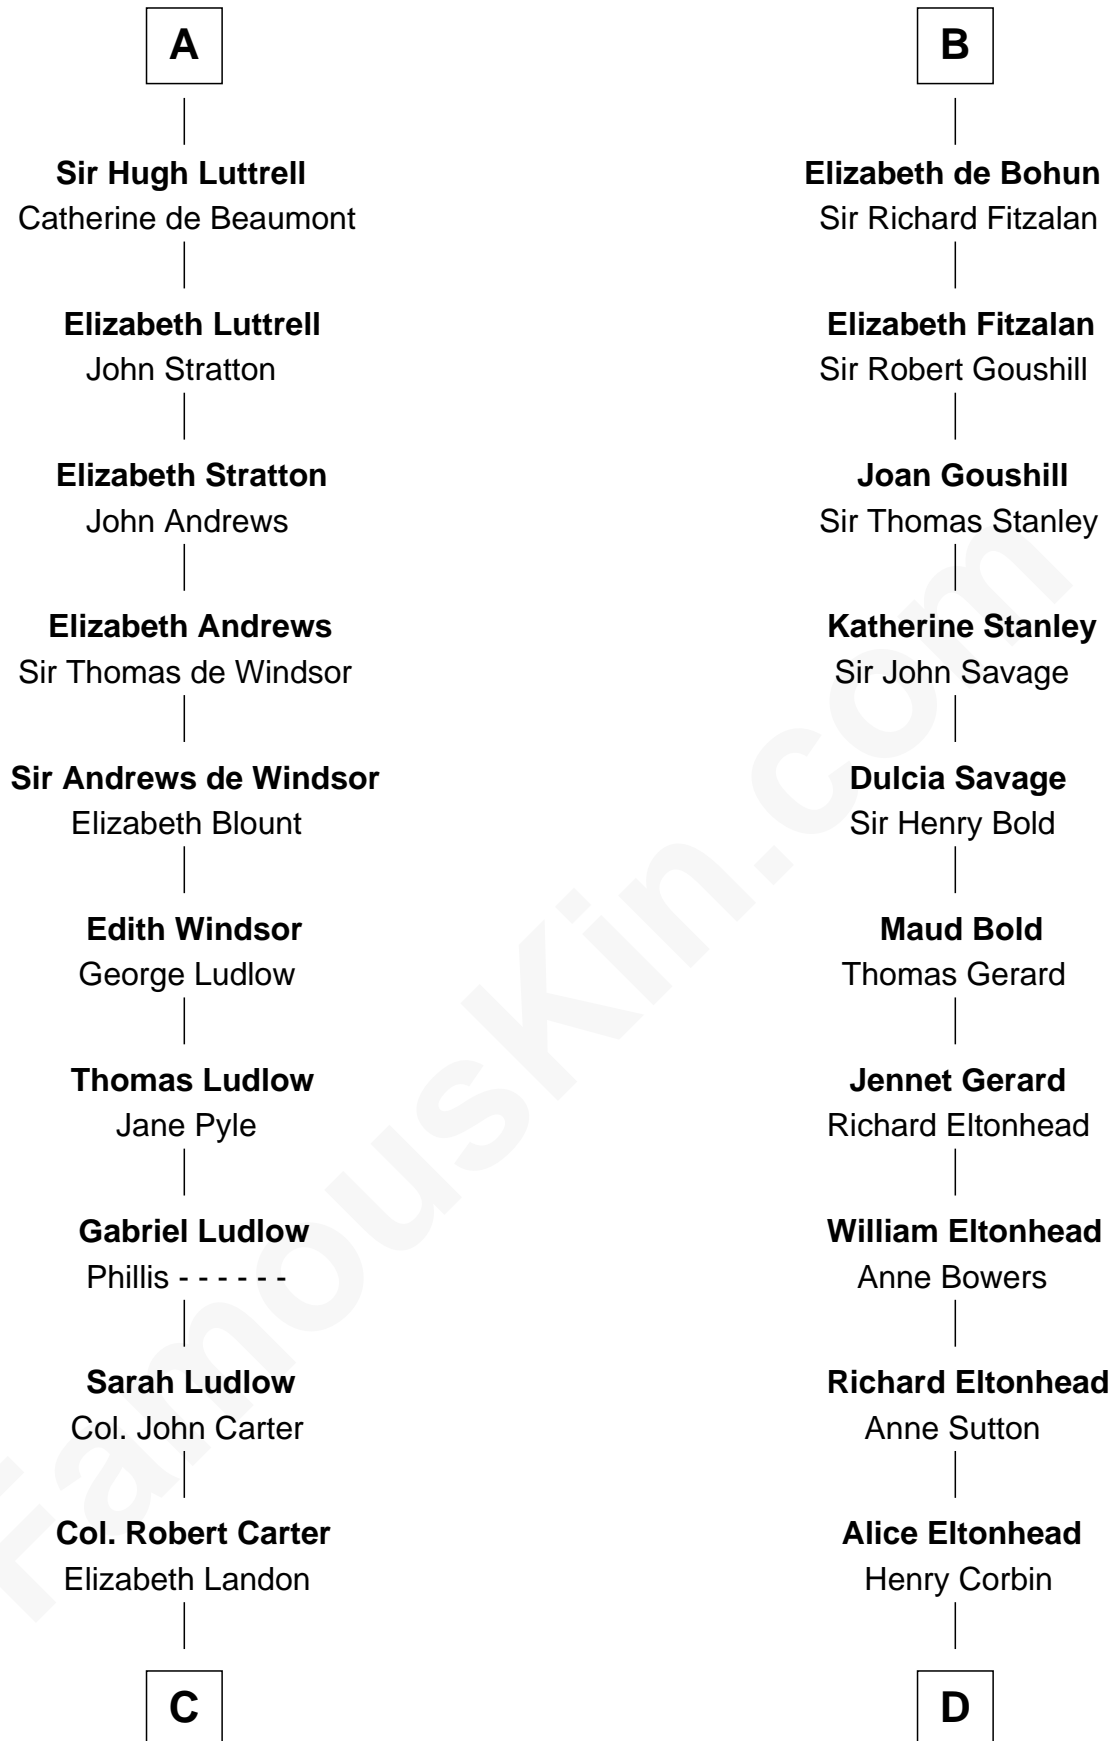 A
Sir Hugh Luttrell
Catherine de Beaumont
Elizabeth Luttrell
John Stratton
Elizabeth Stratton
John Andrews
Elizabeth Andrews
Sir Thomas de Windsor
Sir Andrews de Windsor
Elizabeth Blount
Edith Windsor
George Ludlow
Thomas Ludlow
Jane Pyle
Gabriel Ludlow
Phillis - - - - - -
Sarah Ludlow
Col. John Carter
Col. Robert Carter
Elizabeth Landon
C
B
Elizabeth de Bohun
Sir Richard Fitzalan
Elizabeth Fitzalan
Sir Robert Goushill
Joan Goushill
Sir Thomas Stanley
Katherine Stanley
Sir John Savage
Dulcia Savage
Sir Henry Bold
Maud Bold
Thomas Gerard
Jennet Gerard
Richard Eltonhead
William Eltonhead
Anne Bowers
Richard Eltonhead
Anne Sutton
Alice Eltonhead
Henry Corbin
D
FamousKin.com